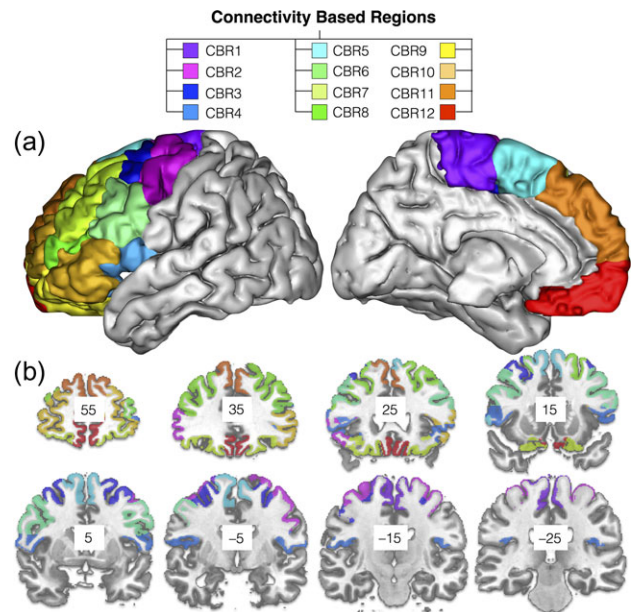 Connectivity Based Regions
CBR1 CBR5 CBR9
CBR2 CBR6 CBR10
CBR3 CBR7 CBR11
CBR4 CBR8 CBR12
(a)
(b)
55 35 25 15
5 −5 −15 −25